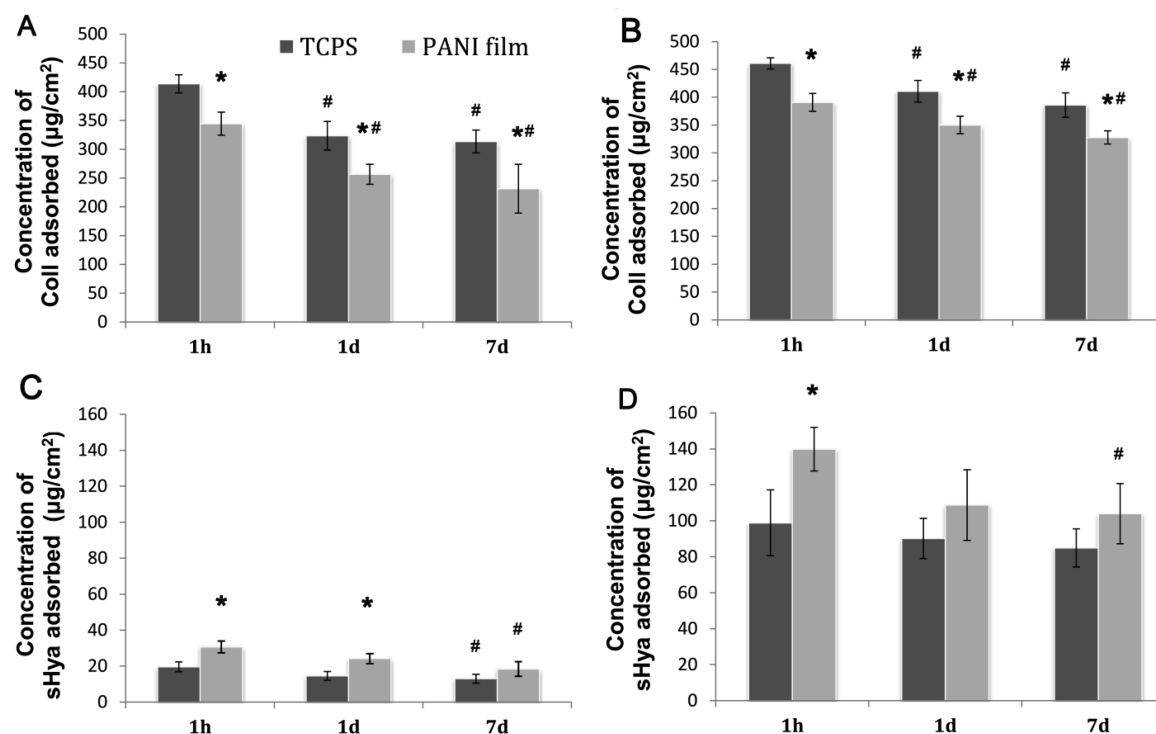 A
TCPS PANI film
Concentration of
Coll adsorbed (µg/cm²)
500
450
400
350
300
250
200
150
100
50
0
* # *# # *#
1h 1d 7d
B
Concentration of
Coll adsorbed (µg/cm²)
500
450
400
350
300
250
200
150
100
50
0
* # *# # *#
1h 1d 7d
C
Concentration of
sHya adsorbed (µg/cm²)
160
140
120
100
80
60
40
20
0
* * # #
1h 1d 7d
D
Concentration of
sHya adsorbed (µg/cm²)
160
140
120
100
80
60
40
20
0
* #
1h 1d 7d